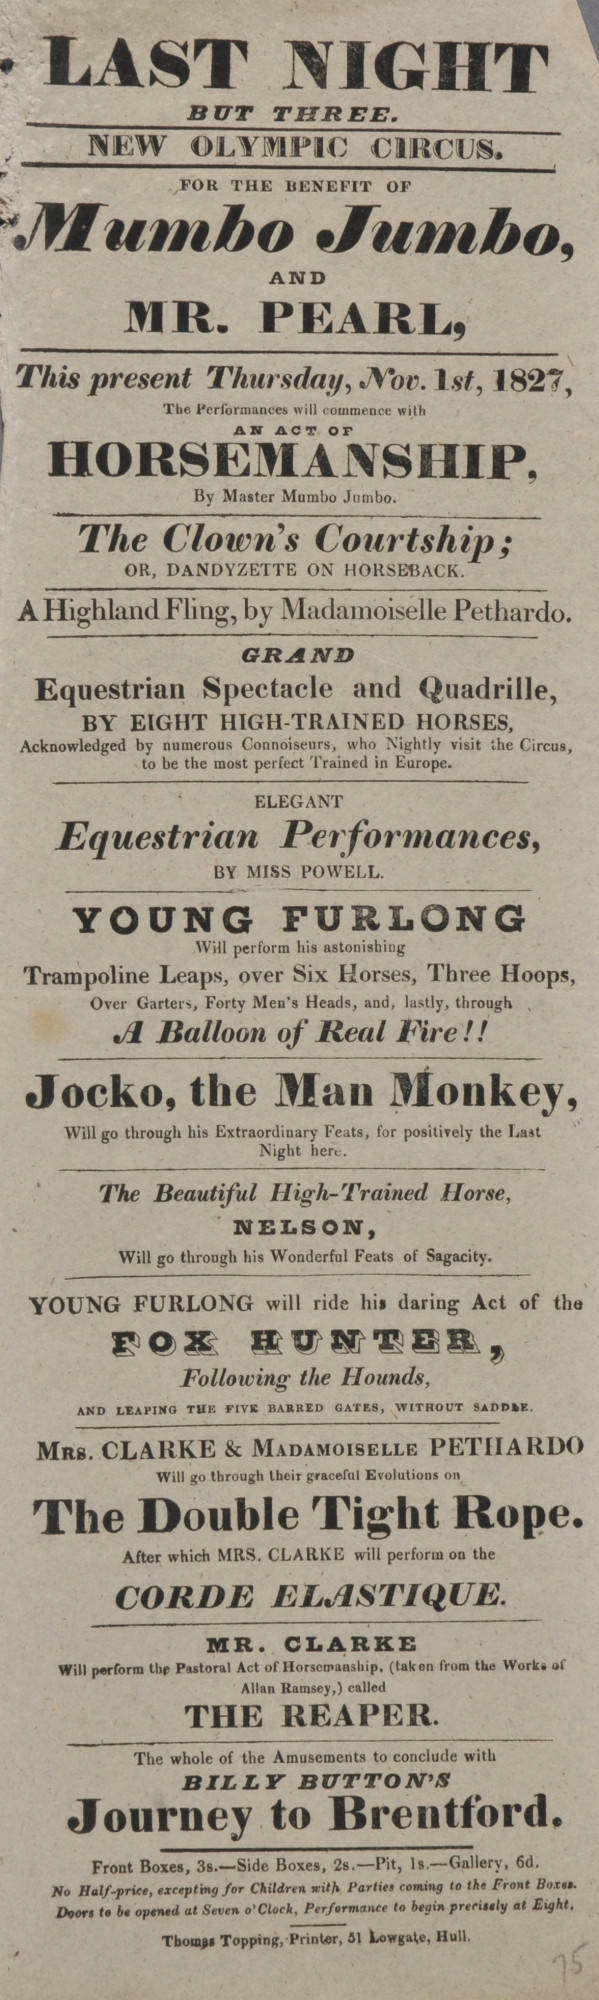 LAST NIGHT
BUT THREE.
NEW OLYMPIC CIRCUS.
FOR THE BENEFIT OF
Mumbo Jumbo,
AND
MR. PEARL,
This present Thursday, Nov. 1st, 1827,
The Performances will commence with
AN ACT OF
HORSEMANSHIP,
By Master Mumbo Jumbo.
The Clown's Courtship;
OR, DANDYZETTE ON HORSEBACK.
A Highland Fling, by Madamoiselle Pethardo.
GRAND
Equestrian Spectacle and Quadrille,
BY EIGHT HIGH-TRAINED HORSES,
Acknowledged by numerous Connoiseurs, who Nightly visit the Circus,
to be the most perfect Trained in Europe.
ELEGANT
Equestrian Performances,
BY MISS POWELL.
YOUNG FURLONG
Will perform his astonishing
Trampoline Leaps, over Six Horses, Three Hoops,
Over Garters, Forty Men's Heads, and, lastly, through
A Balloon of Real Fire!!
Jocko, the Man Monkey,
Will go through his Extraordinary Feats, for positively the Last
Night here.
The Beautiful High-Trained Horse,
NELSON,
Will go through his Wonderful Feats of Sagacity.
YOUNG FURLONG will ride his daring Act of the
FOX HUNTER,
Following the Hounds,
AND LEAPING THE FIVE BARRED GATES, WITHOUT SADDLE.
MRS. CLARKE & MADAMOISELLE PETHARDO
Will go through their graceful Evolutions on
The Double Tight Rope.
After which MRS. CLARKE will perform on the
CORDE ELASTIQUE.
MR. CLARKE
Will perform the Pastoral Act of Horsemanship, (taken from the Works of
Allan Ramsey,) called
THE REAPER.
The whole of the Amusements to conclude with
BILLY BUTTON'S
Journey to Brentford.
Front Boxes, 3s.—Side Boxes, 2s.—Pit, 1s.—Gallery, 6d.
No Half-price, excepting for Children with Parties coming to the Front Boxes.
Doors to be opened at Seven o'Clock, Performance to begin precisely at Eight,
Thomas Topping, Printer, 51 Lowgate, Hull.
75